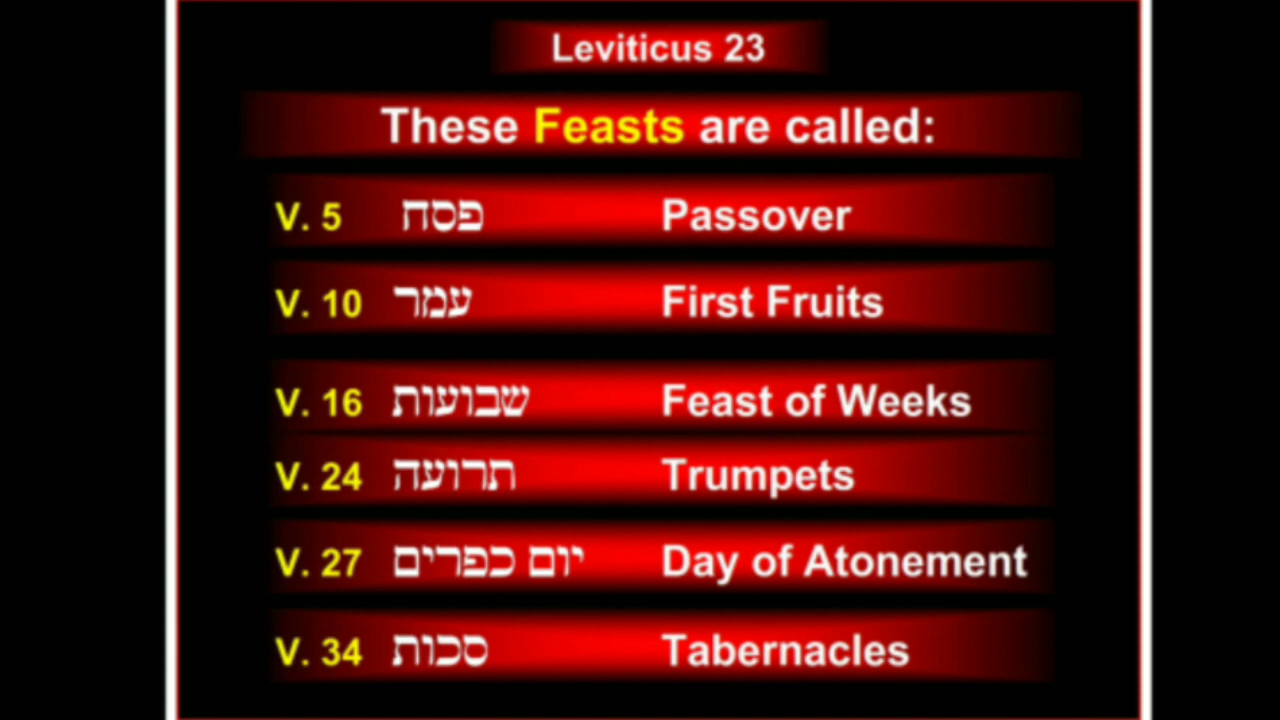 Leviticus 23
These Feasts are called:
V. 5 פסח Passover
V. 10 עמר First Fruits
V. 16 שבועות Feast of Weeks
V. 24 תרועה Trumpets
V. 27 יום כפרים Day of Atonement
V. 34 סכות Tabernacles